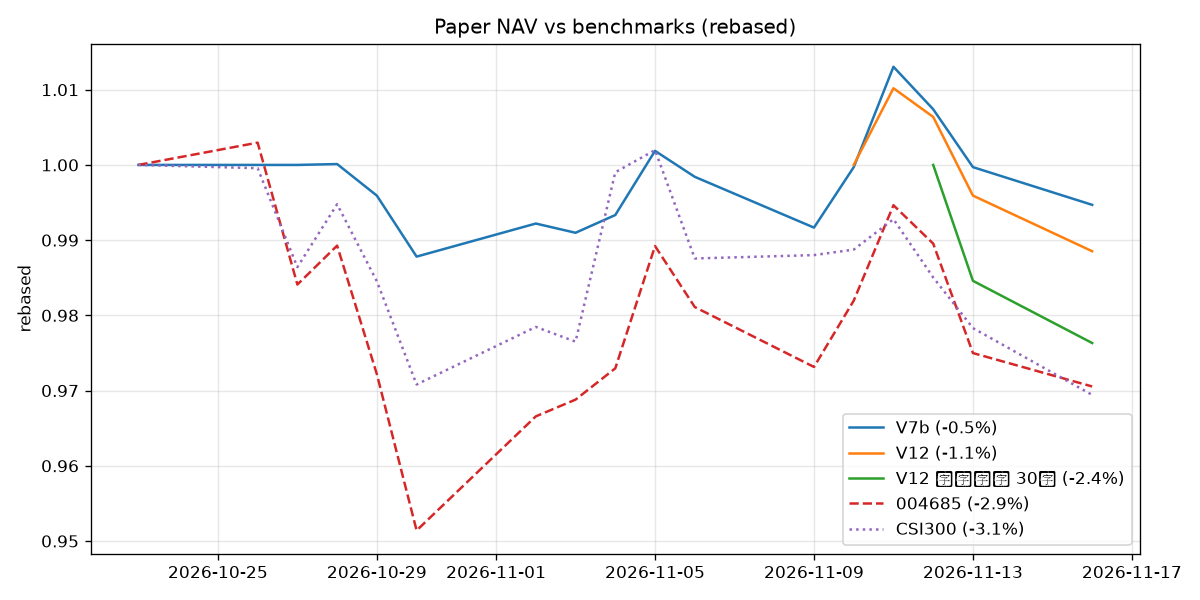 Paper NAV vs benchmarks (rebased)
rebased
1.01
1.00
0.99
0.98
0.97
0.96
0.95
2026-10-25
2026-10-29
2026-11-01
2026-11-05
2026-11-09
2026-11-13
2026-11-17
V7b (-0.5%)
V12 (-1.1%)
V12 30 (-2.4%)
004685 (-2.9%)
CSI300 (-3.1%)